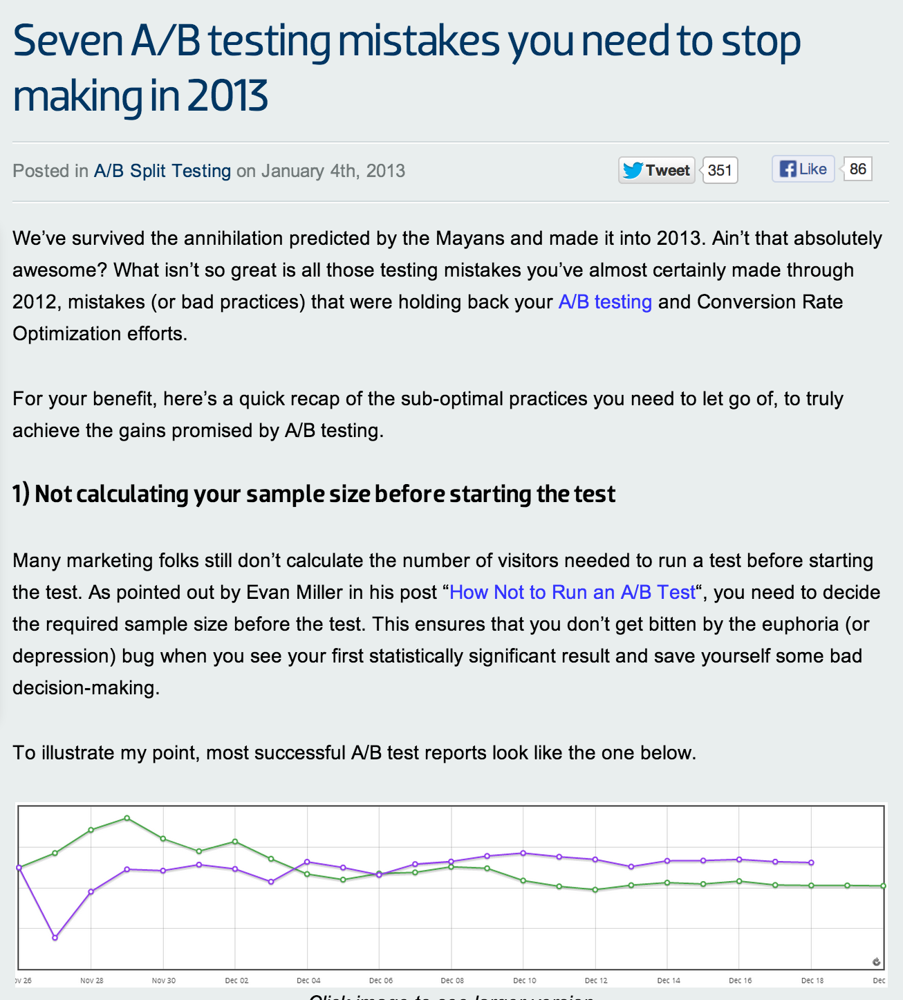 Seven A/B testing mistakes you need to stop
making in 2013
Posted in A/B Split Testing on January 4th, 2013
Tweet 351 Like 86
We’ve survived the annihilation predicted by the Mayans and made it into 2013. Ain’t that absolutely
awesome? What isn’t so great is all those testing mistakes you’ve almost certainly made through
2012, mistakes (or bad practices) that were holding back your A/B testing and Conversion Rate
Optimization efforts.
For your benefit, here’s a quick recap of the sub-optimal practices you need to let go of, to truly
achieve the gains promised by A/B testing.
1) Not calculating your sample size before starting the test
Many marketing folks still don’t calculate the number of visitors needed to run a test before starting
the test. As pointed out by Evan Miller in his post “How Not to Run an A/B Test“, you need to decide
the required sample size before the test. This ensures that you don’t get bitten by the euphoria (or
depression) bug when you see your first statistically significant result and save yourself some bad
decision-making.
To illustrate my point, most successful A/B test reports look like the one below.
ov 26 Nov 28 Nov 30 Dec 02 Dec 04 Dec 06 Dec 08 Dec 10 Dec 12 Dec 14 Dec 16 Dec 18 Dec
Click image to see larger version